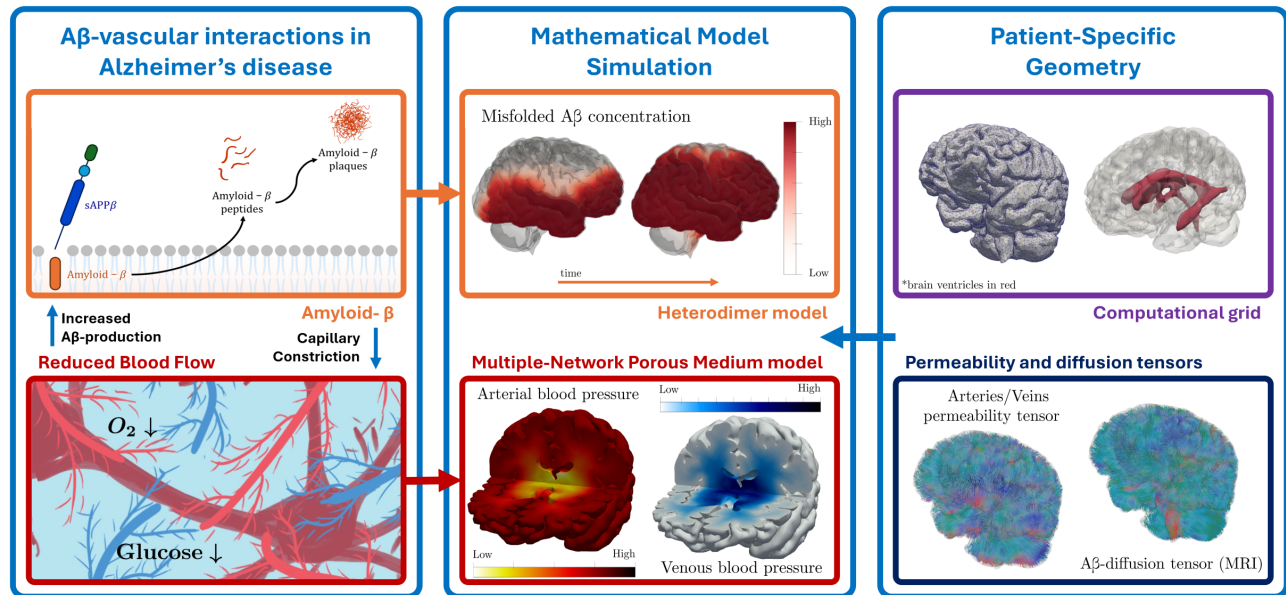 Aβ-vascular interactions in
Alzheimer's disease
sAPPβ
Amyloid – β
peptides
Amyloid – β
plaques
Amyloid – β
Increased
Aβ-production
Amyloid- β
Capillary
Constriction
Reduced Blood Flow
O₂ ↓
Glucose ↓
Mathematical Model
Simulation
Misfolded Aβ concentration
High
Low
time
Heterodimer model
Multiple-Network Porous Medium model
Arterial blood pressure
Low
High
Low
High
Venous blood pressure
Patient-Specific
Geometry
*brain ventricles in red
Computational grid
Permeability and diffusion tensors
Arteries/Veins
permeability tensor
Aβ-diffusion tensor (MRI)